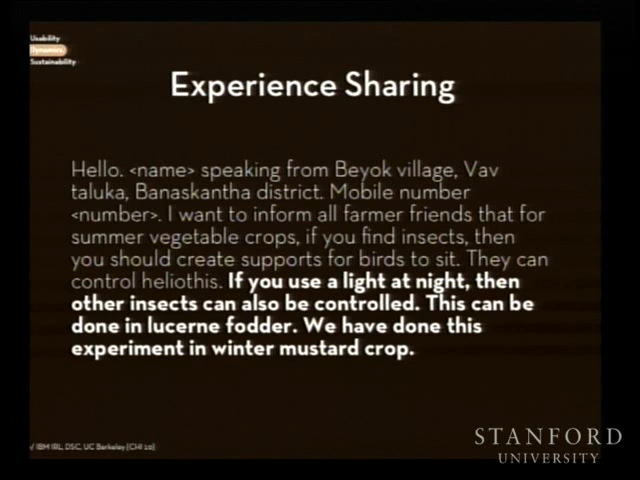 Usability
Dynamics
Sustainability
Experience Sharing
Hello. <name> speaking from Beyok village, Vav
taluka, Banaskantha district. Mobile number
<number>. I want to inform all farmer friends that for
summer vegetable crops, if you find insects, then
you should create supports for birds to sit. They can
control heliothis. If you use a light at night, then
other insects can also be controlled. This can be
done in lucerne fodder. We have done this
experiment in winter mustard crop.
/ IBM IRL, DSC, UC Berkeley [CHI 10]
STANFORD
UNIVERSITY